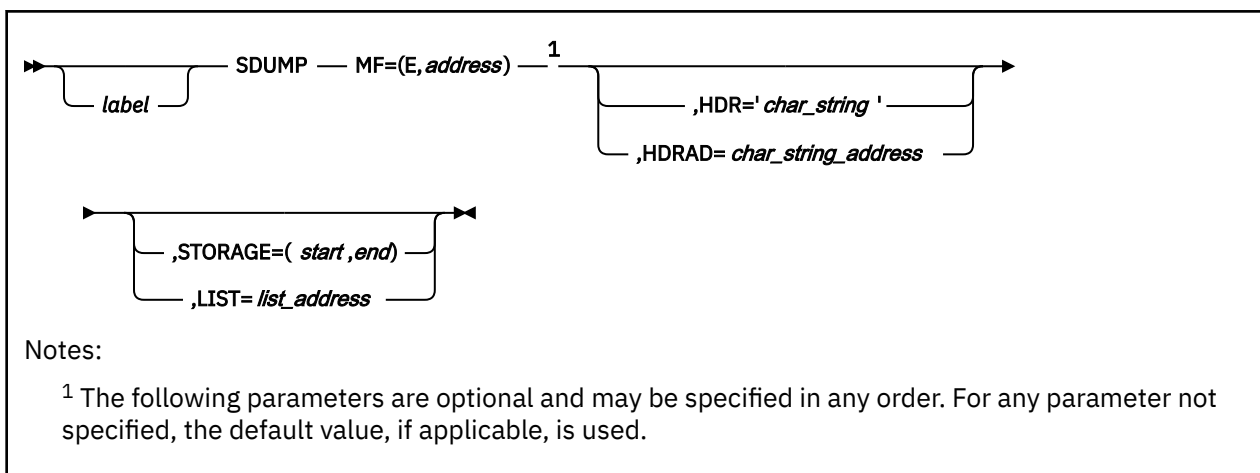 1
SDUMP MF=(E, address)
label
,HDR=' char_string '
,HDRAD= char_string_address
,STORAGE=( start ,end)
,LIST= list_address
Notes:
1 The following parameters are optional and may be specified in any order. For any parameter not
specified, the default value, if applicable, is used.